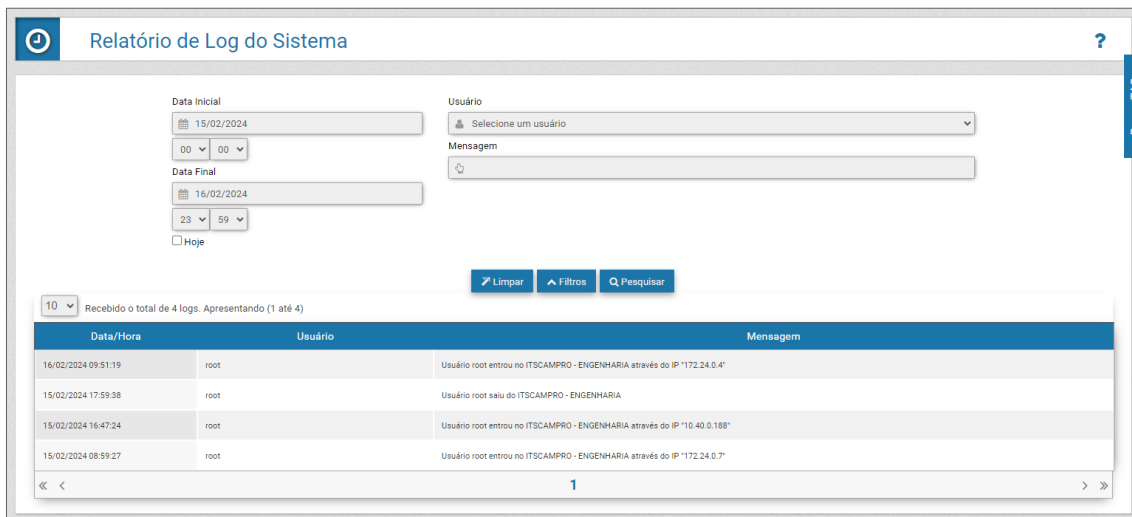 Relatório de Log do Sistema
?
Data Inicial
15/02/2024
00 00
Data Final
16/02/2024
23 59
Hoje
Usuário
Selecione um usuário
Mensagem
Limpar Filtros Pesquisar
10 Recebido o total de 4 logs. Apresentando (1 até 4)
Data/Hora Usuário Mensagem
16/02/2024 09:51:19 root Usuário root entrou no ITSCAMPRO - ENGENHARIA através do IP "172.24.0.4"
15/02/2024 17:59:38 root Usuário root saiu do ITSCAMPRO - ENGENHARIA
15/02/2024 16:47:24 root Usuário root entrou no ITSCAMPRO - ENGENHARIA através do IP "10.40.0.188"
15/02/2024 08:59:27 root Usuário root entrou no ITSCAMPRO - ENGENHARIA através do IP "172.24.0.7"
« ‹ 1 › »